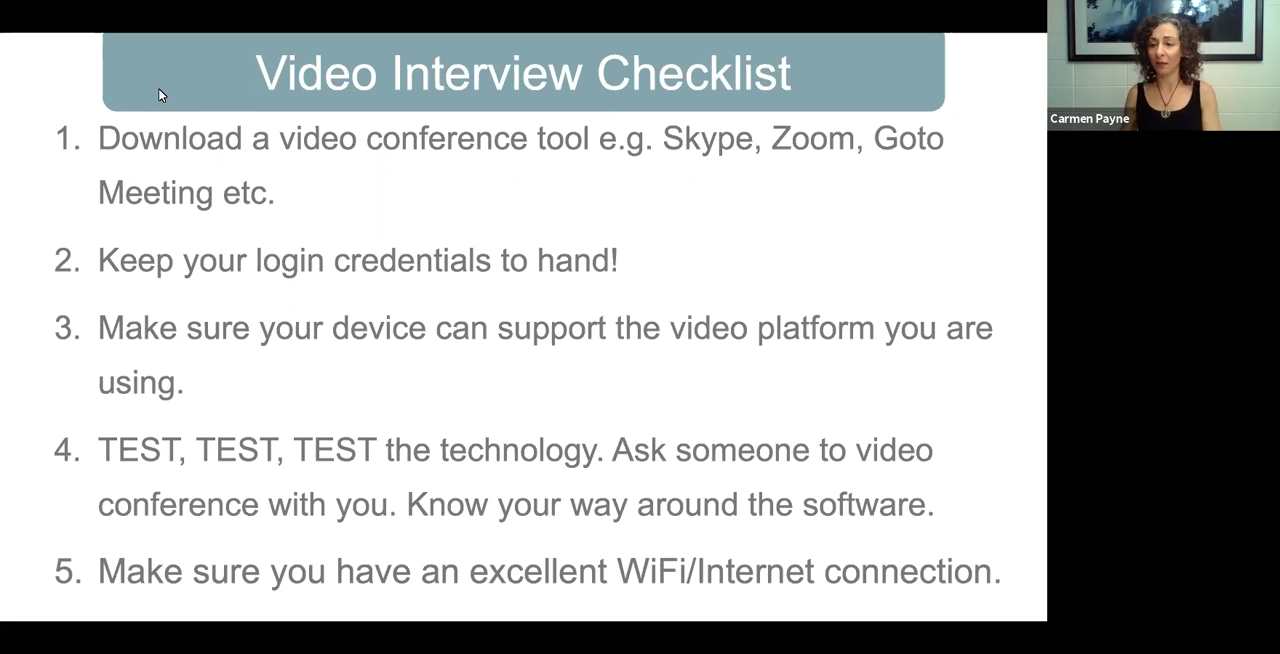 Video Interview Checklist
1. Download a video conference tool e.g. Skype, Zoom, Goto
Meeting etc.
2. Keep your login credentials to hand!
3. Make sure your device can support the video platform you are
using.
4. TEST, TEST, TEST the technology. Ask someone to video
conference with you. Know your way around the software.
5. Make sure you have an excellent WiFi/Internet connection.
Carmen Payne